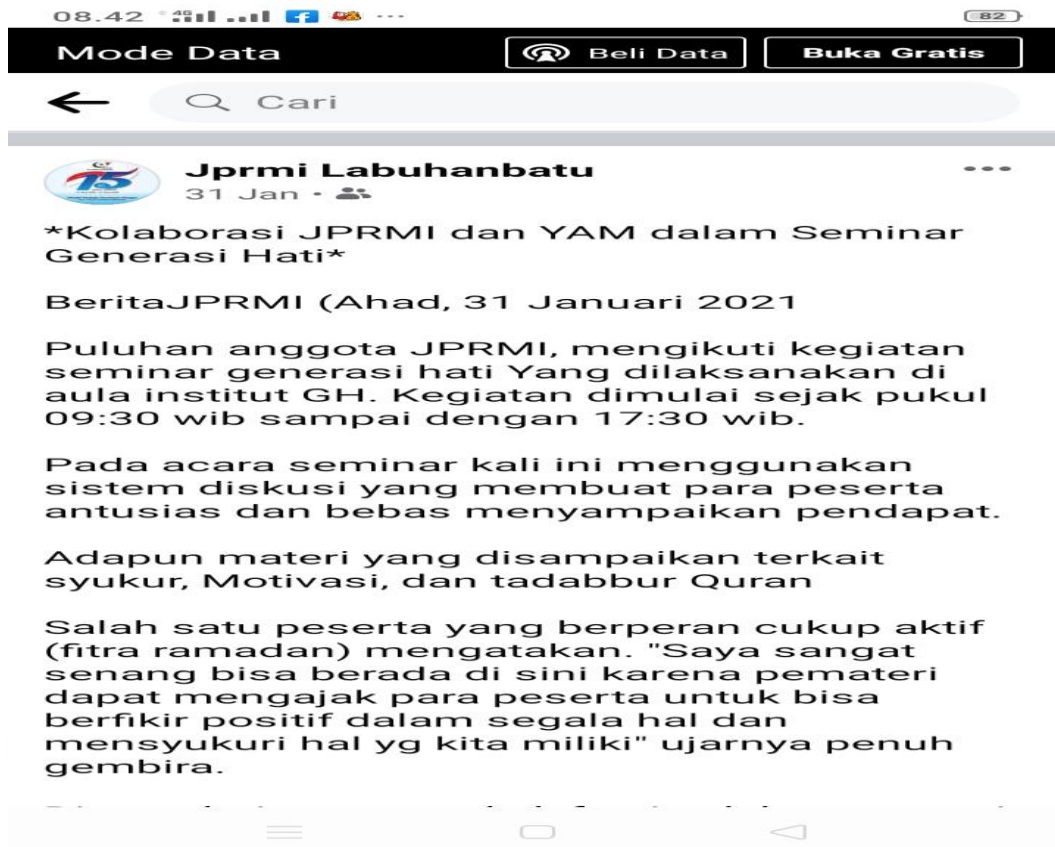 08.42
82
Mode Data
Beli Data
Buka Gratis
Cari
75
Jprmi Labuhanbatu
31 Jan •
*Kolaborasi JPRMI dan YAM dalam Seminar
Generasi Hati*
BeritaJPRMI (Ahad, 31 Januari 2021
Puluhan anggota JPRMI, mengikuti kegiatan
seminar generasi hati Yang dilaksanakan di
aula institut GH. Kegiatan dimulai sejak pukul
09:30 wib sampai dengan 17:30 wib.
Pada acara seminar kali ini menggunakan
sistem diskusi yang membuat para peserta
antusias dan bebas menyampaikan pendapat.
Adapun materi yang disampaikan terkait
syukur, Motivasi, dan tadabbur Quran
Salah satu peserta yang berperan cukup aktif
(fitra ramadan) mengatakan. "Saya sangat
senang bisa berada di sini karena pemateri
dapat mengajak para peserta untuk bisa
berfikir positif dalam segala hal dan
mensyukuri hal yg kita miliki" ujarnya penuh
gembira.